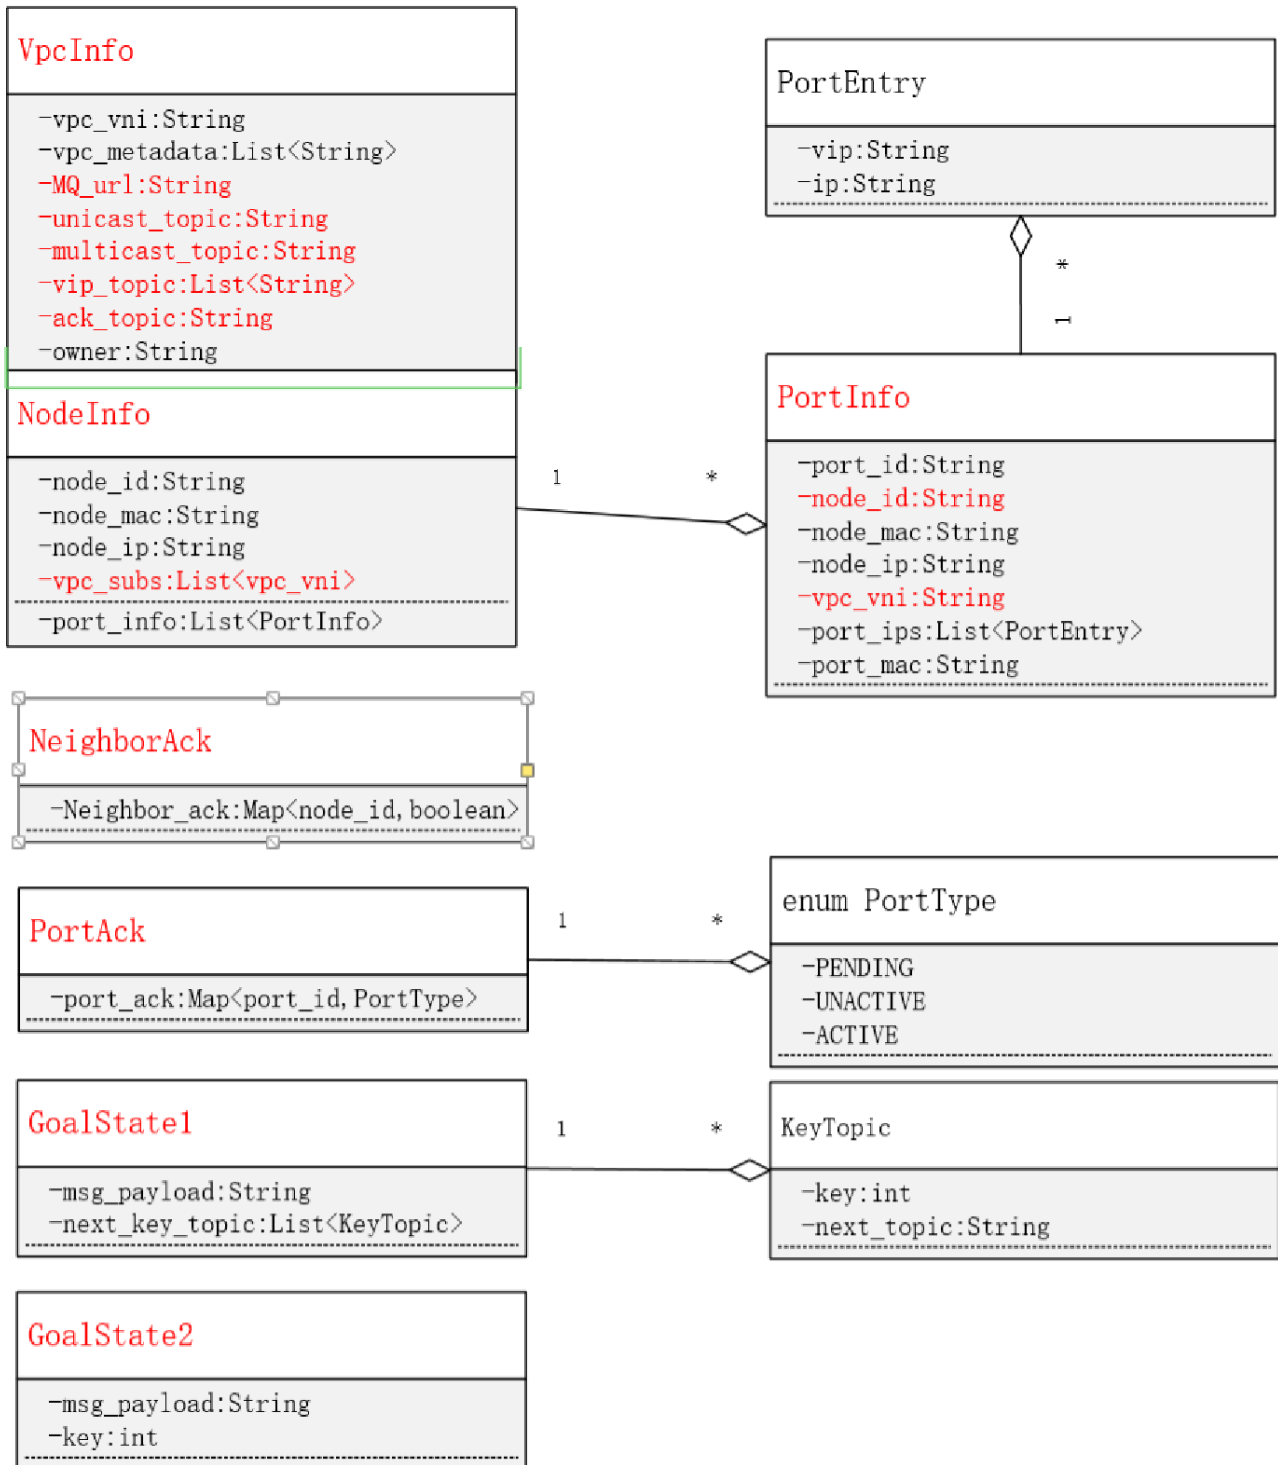 VpcInfo
-vpc_vni:String
-vpc_metadata:List<String>
-MQ_url:String
-unicast_topic:String
-multicast_topic:String
-vip_topic:List<String>
-ack_topic:String
-owner:String
PortEntry
-vip:String
-ip:String
*
1
NodeInfo
-node_id:String
-node_mac:String
-node_ip:String
-vpc_subs:List<vpc_vni>
-port_info:List<PortInfo>
1
*
PortInfo
-port_id:String
-node_id:String
-node_mac:String
-node_ip:String
-vpc_vni:String
-port_ips:List<PortEntry>
-port_mac:String
NeighborAck
-Neighbor_ack:Map<node_id,boolean>
PortAck
-port_ack:Map<port_id,PortType>
1
*
enum PortType
-PENDING
-UNACTIVE
-ACTIVE
GoalState1
-msg_payload:String
-next_key_topic:List<KeyTopic>
1
*
KeyTopic
-key:int
-next_topic:String
GoalState2
-msg_payload:String
-key:int